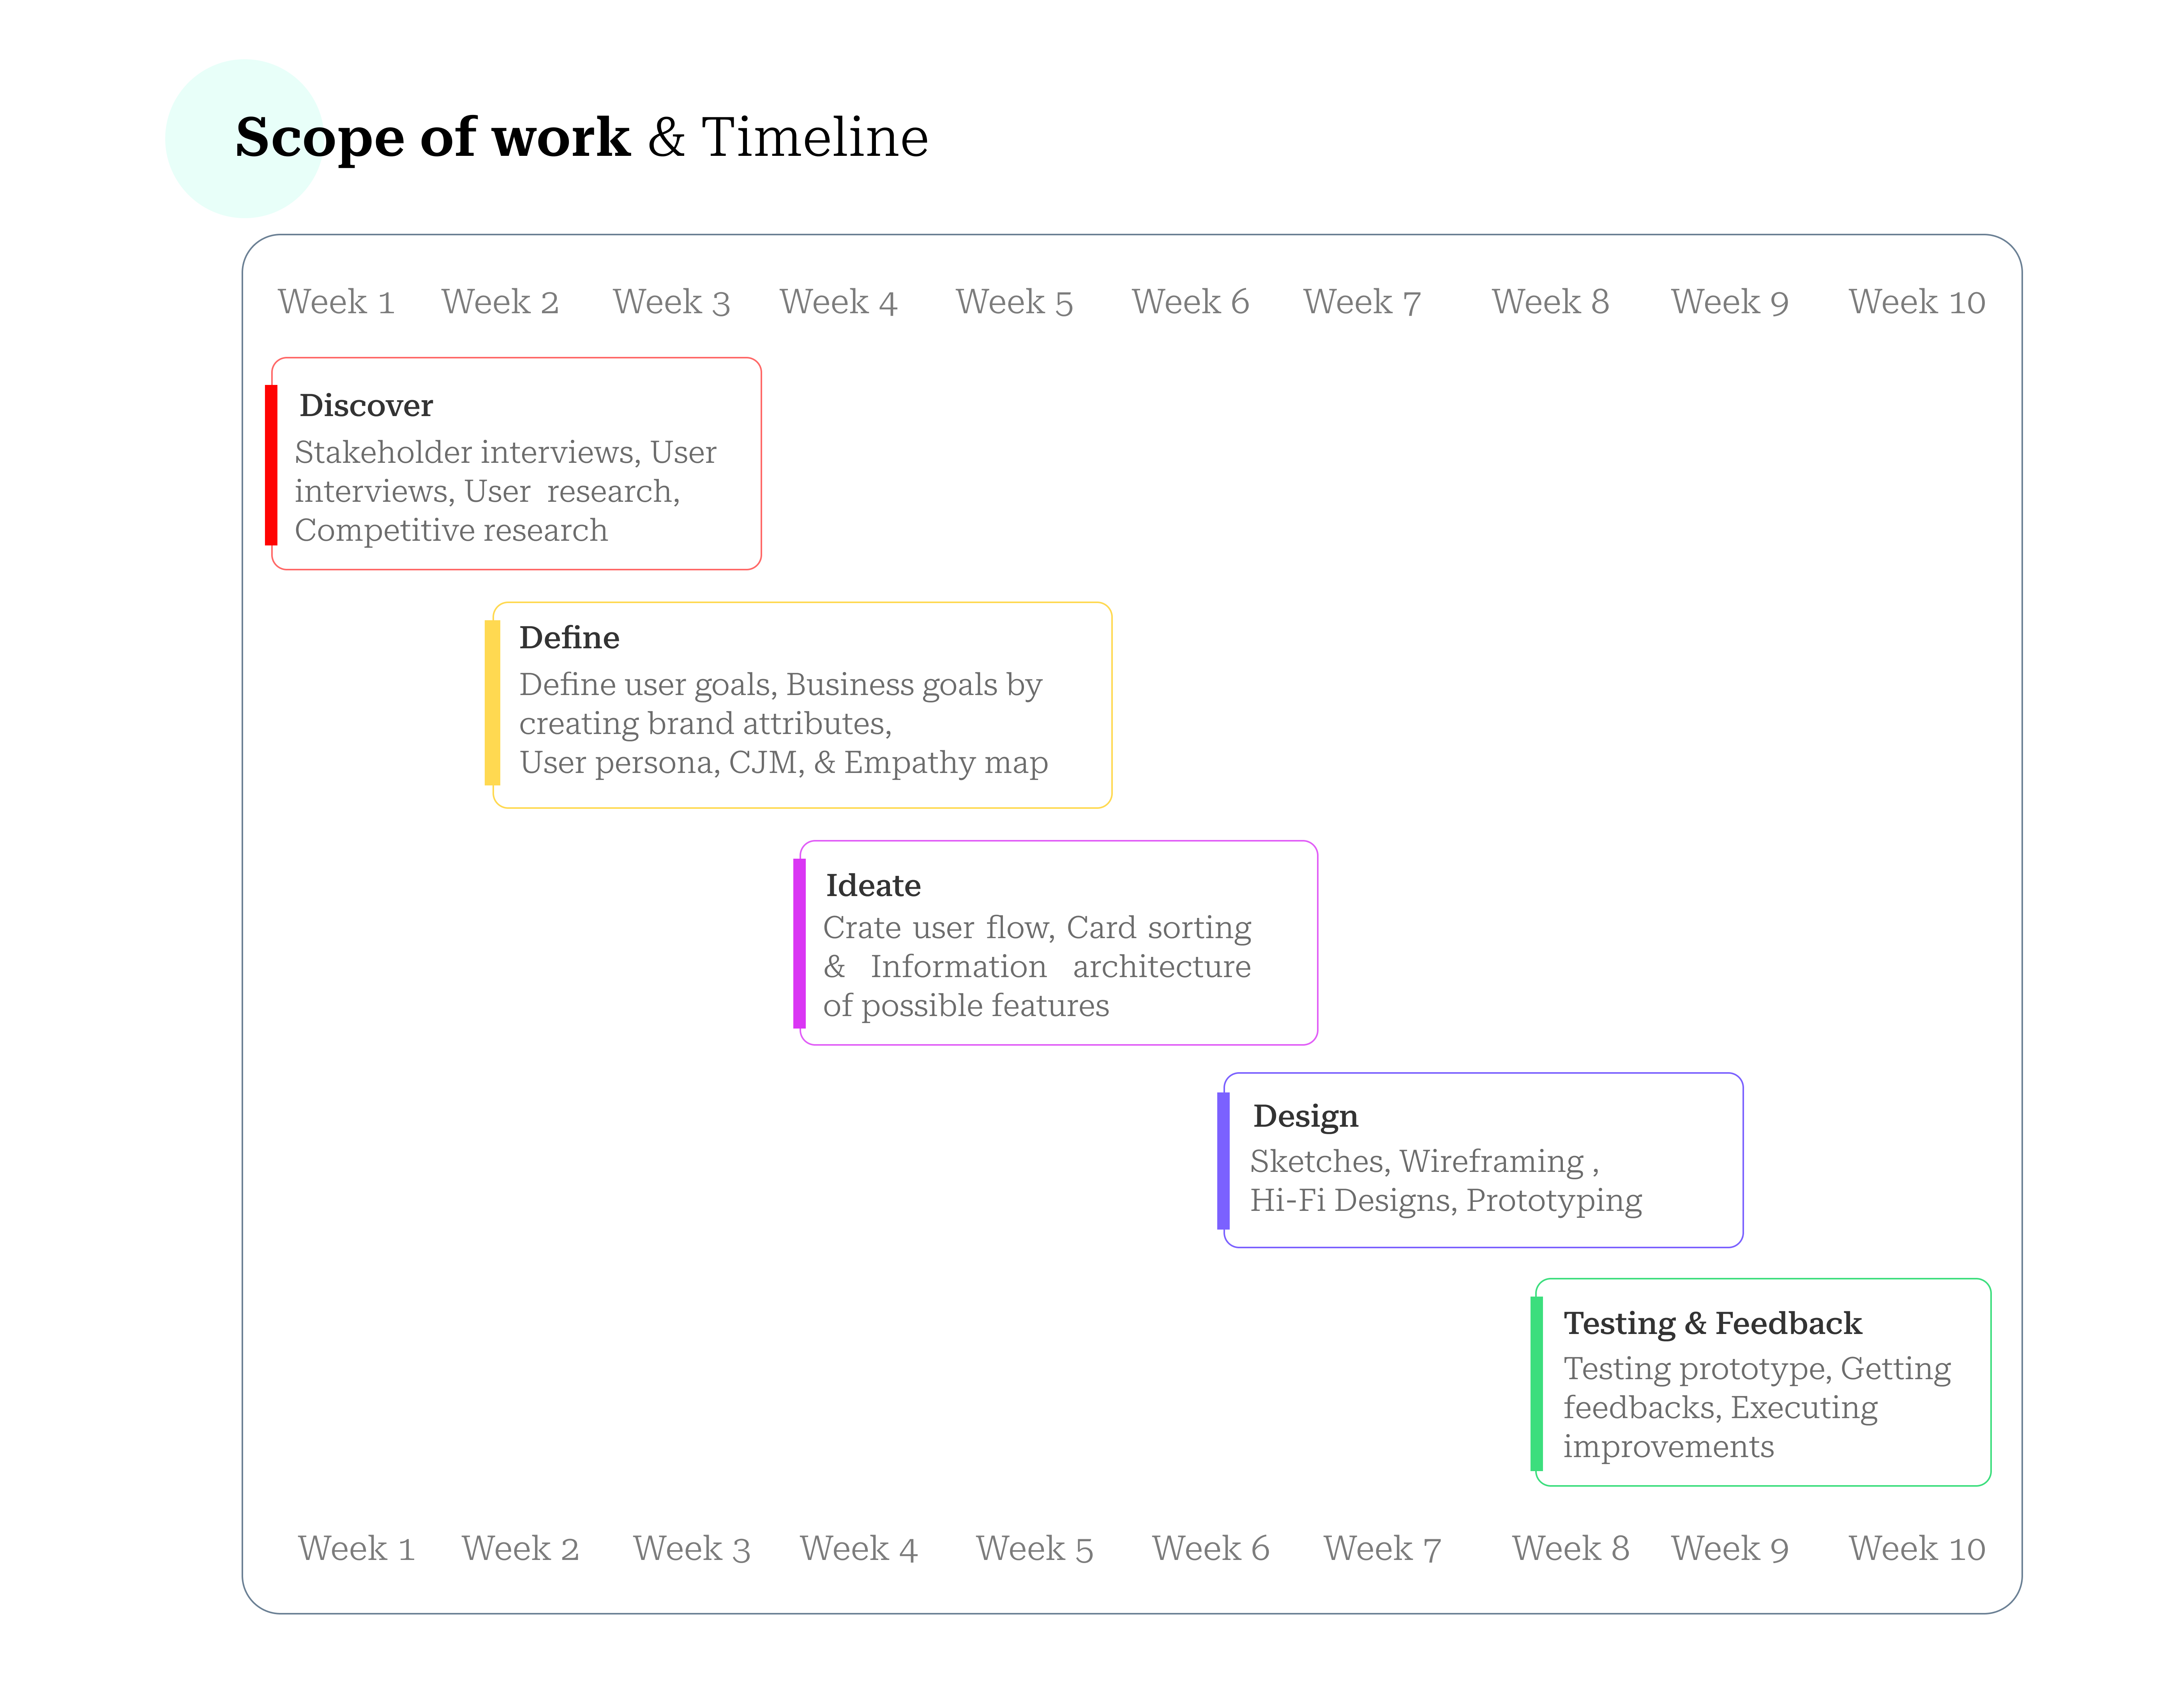 Scope of work & Timeline
Week 1 Week 2 Week 3 Week 4 Week 5 Week 6 Week 7 Week 8 Week 9 Week 10
Discover
Stakeholder interviews, User
interviews, User research,
Competitive research
Define
Define user goals, Business goals by
creating brand attributes,
User persona, CJM, & Empathy map
Ideate
Crate user flow, Card sorting
& Information architecture
of possible features
Design
Sketches, Wireframing ,
Hi-Fi Designs, Prototyping
Testing & Feedback
Testing prototype, Getting
feedbacks, Executing
improvements
Week 1 Week 2 Week 3 Week 4 Week 5 Week 6 Week 7 Week 8 Week 9 Week 10